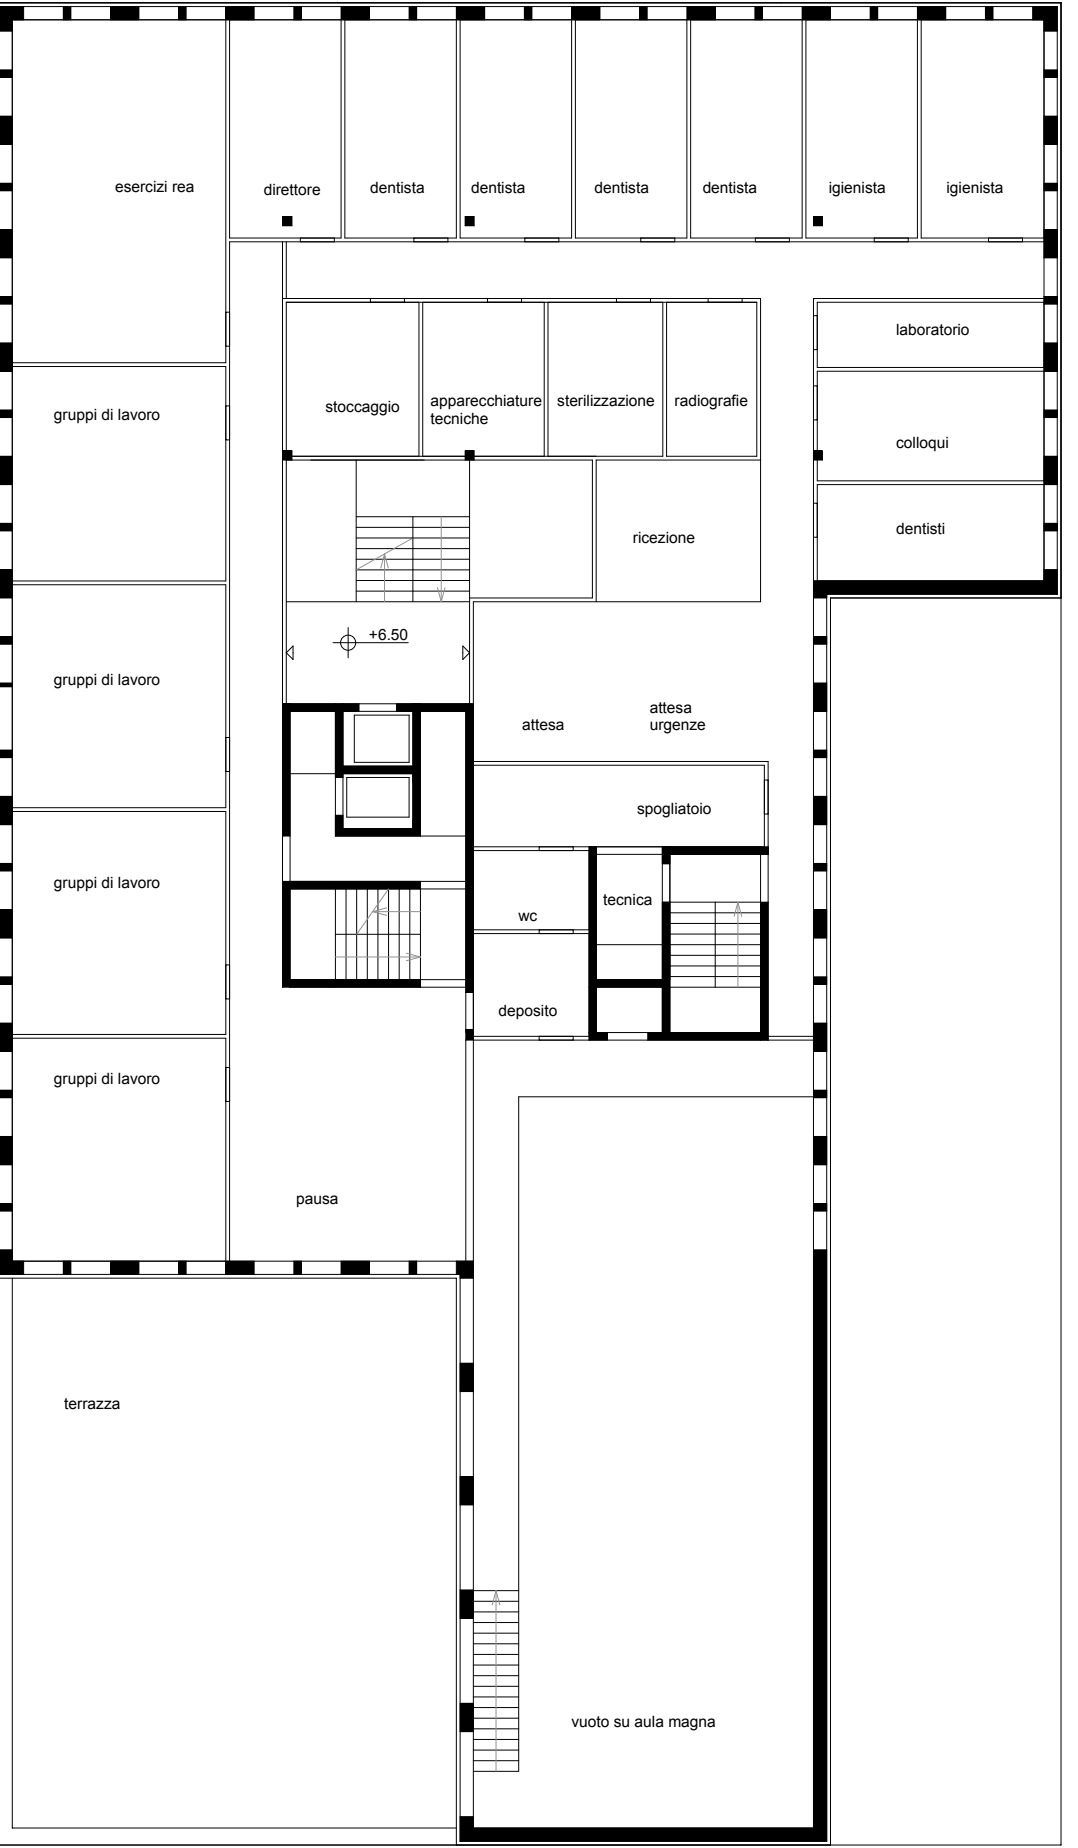 esercizi rea
direttore
dentista
dentista
dentista
dentista
igienista
igienista
laboratorio
stoccaggio
apparecchiature
tecniche
sterilizzazione
radiografie
gruppi di lavoro
colloqui
dentisti
ricezione
+6.50
gruppi di lavoro
attesa
attesa
urgenze
spogliatoio
gruppi di lavoro
tecnica
wc
deposito
gruppi di lavoro
pausa
terrazza
vuoto su aula magna